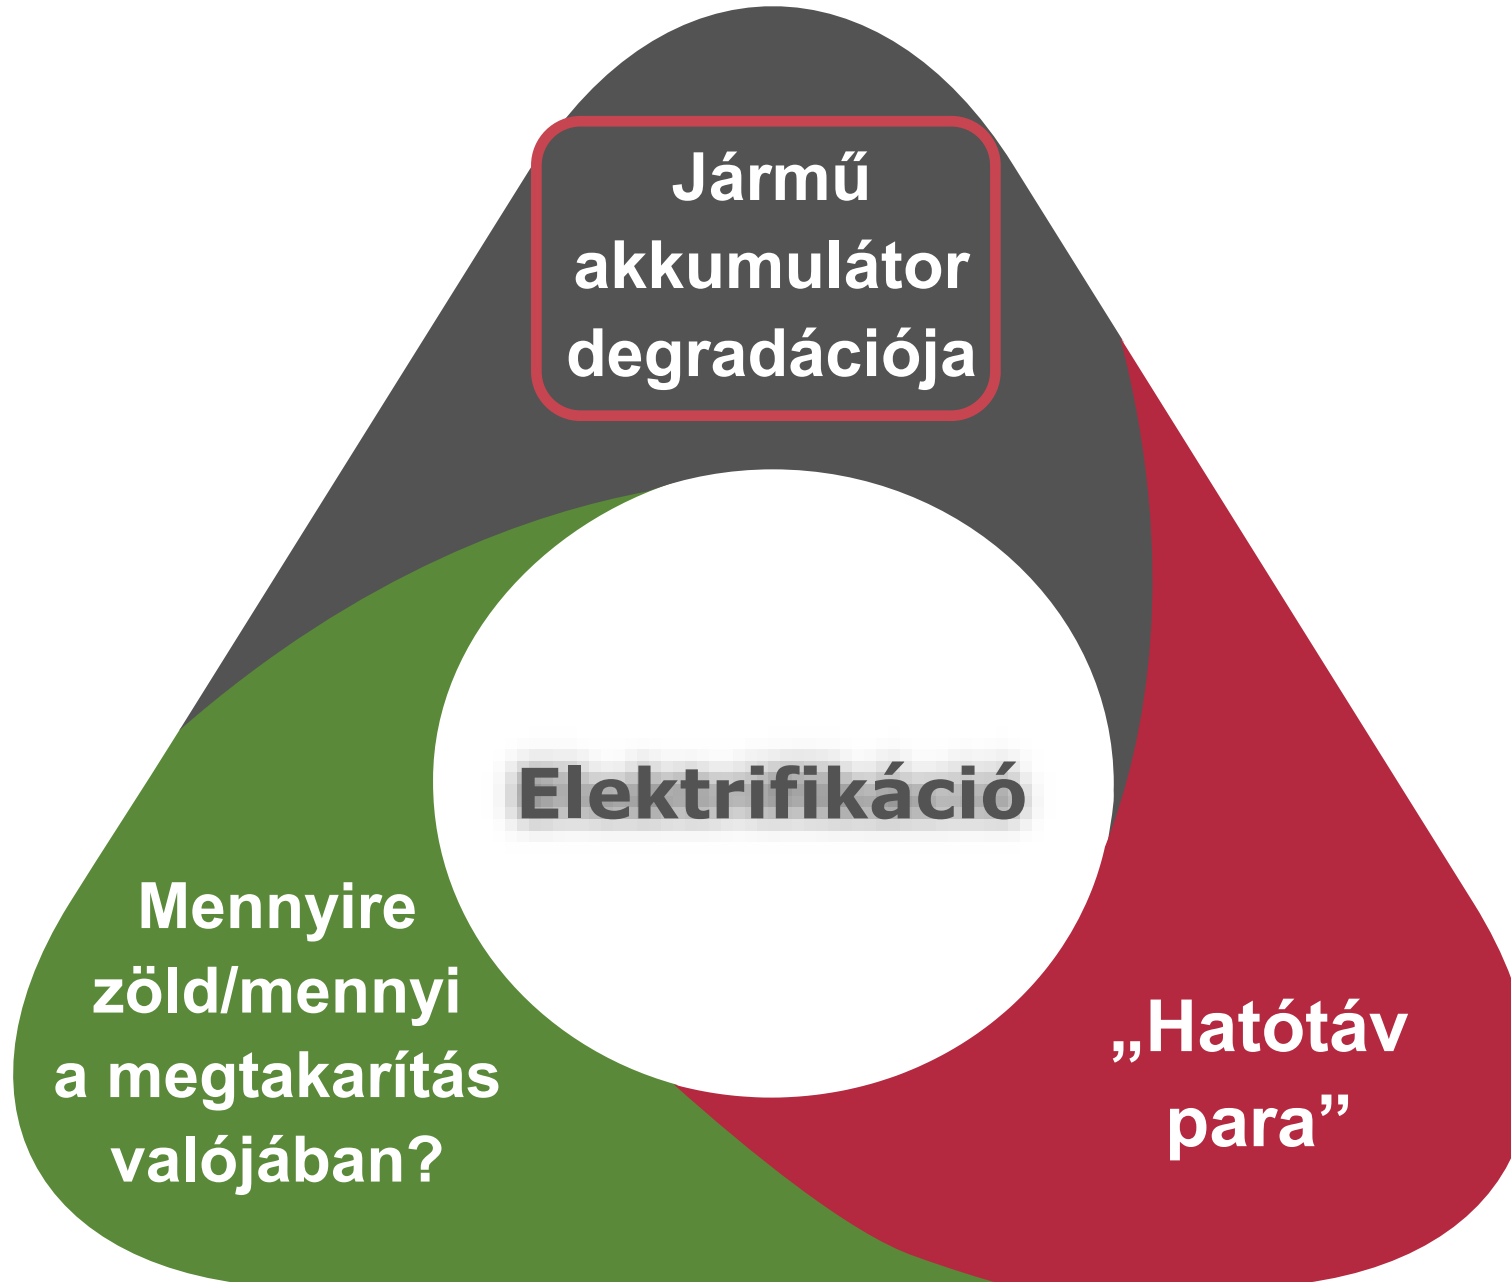 Jármű
akkumulátor
degradációja
Elektrifikáció
Mennyire
zöld/mennyi
a megtakarítás
valójában?
„Hatótáv
para”